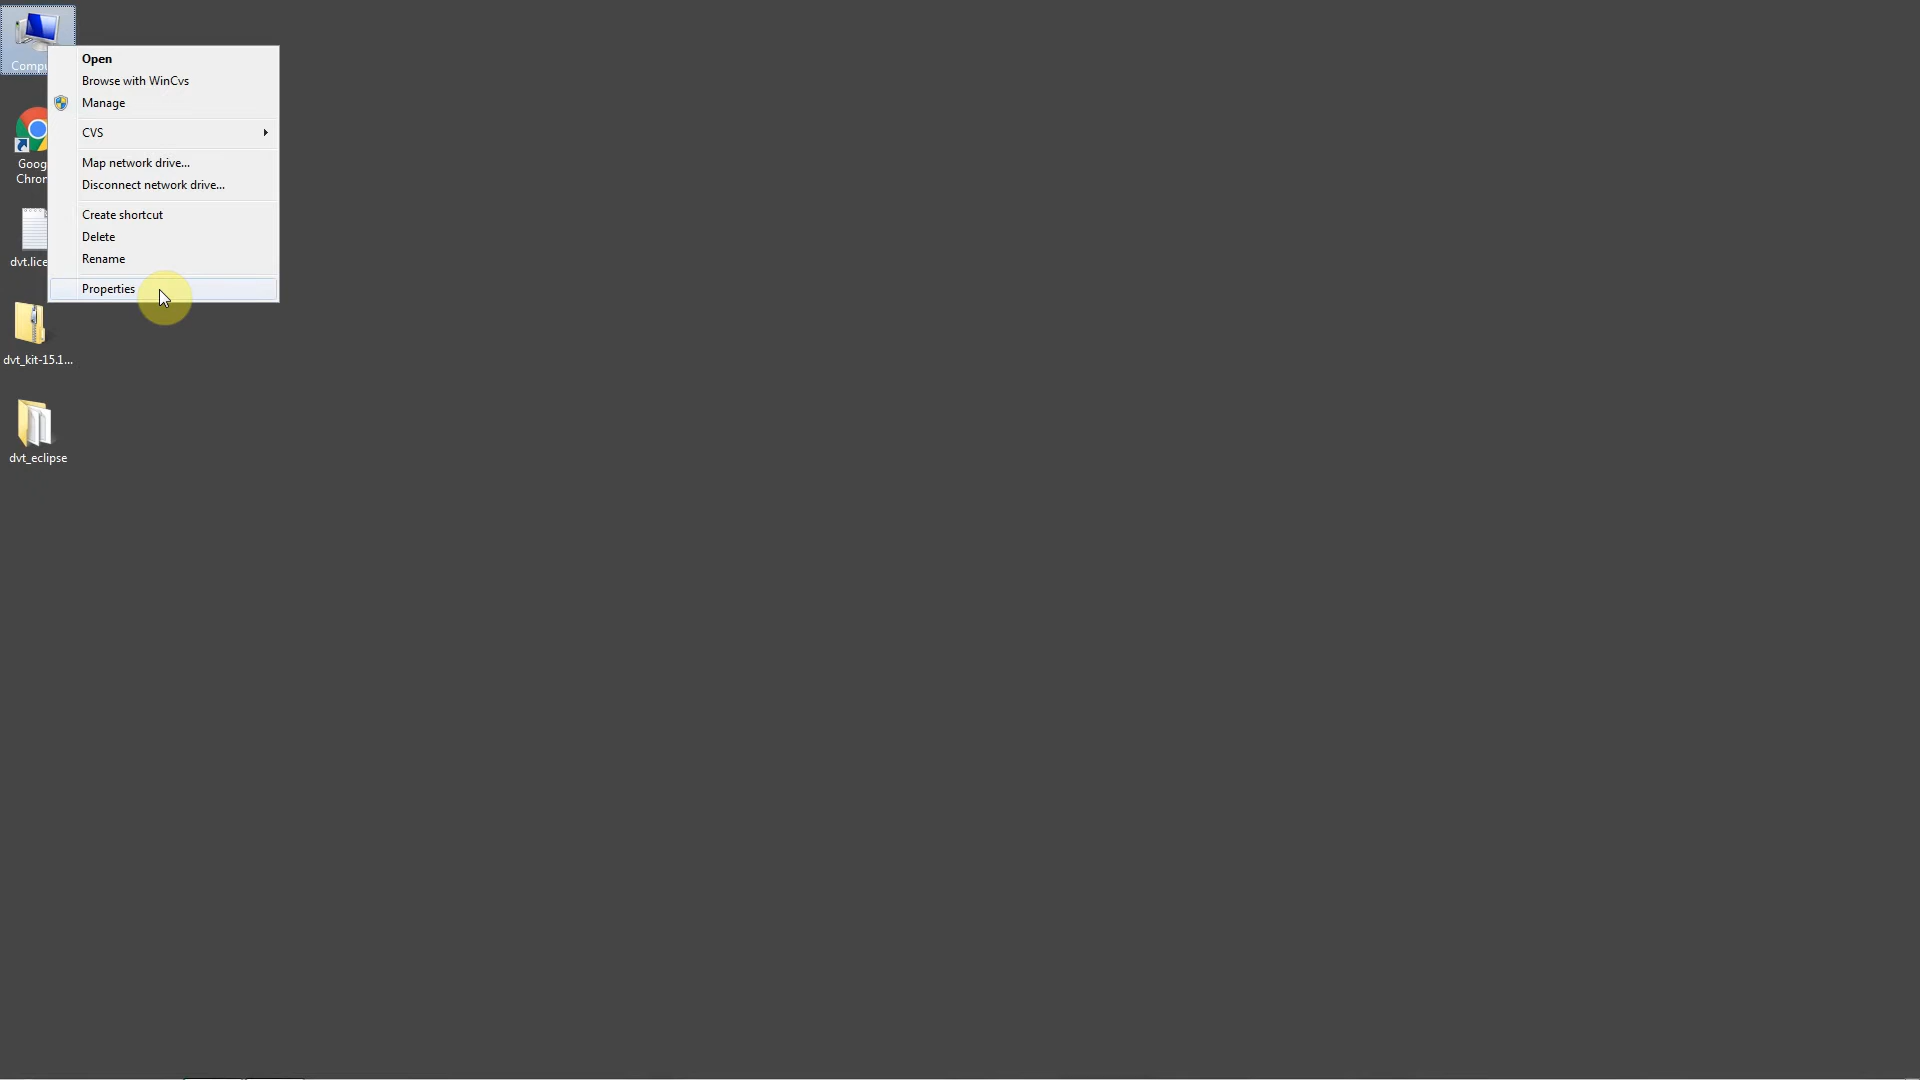 Open
Browse with WinCvs
Manage
CVS
Map network drive...
Disconnect network drive...
Create shortcut
Delete
Rename
Properties
Compu
Goog
Chron
dvt.lice
dvt_kit-15.1...
dvt_eclipse